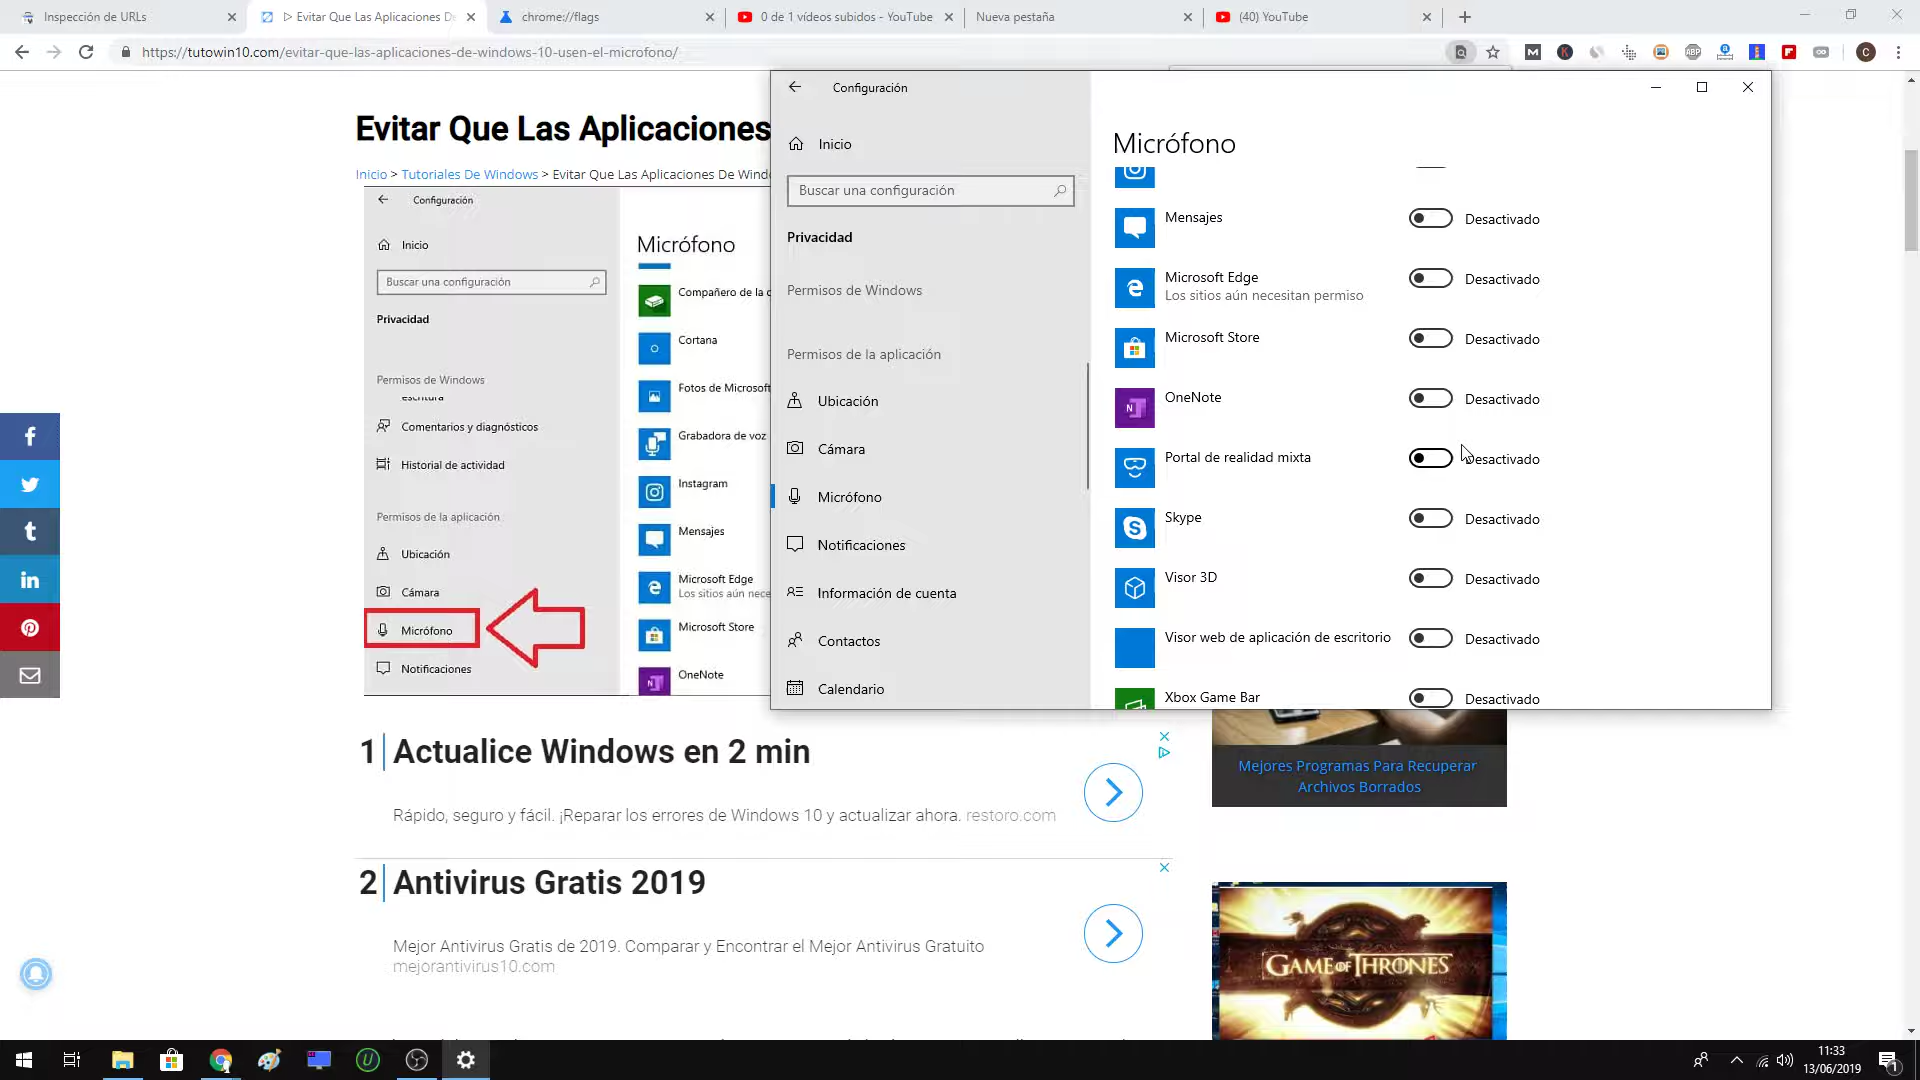 Inspección de URLs
▷ Evitar Que Las Aplicaciones D
chrome://flags
0 de 1 vídeos subidos - YouTube
Nueva pestaña
(40) YouTube
https://tutowin10.com/evitar-que-las-aplicaciones-de-windows-10-usen-el-microfono/
Evitar Que Las Aplicaciones
Inicio > Tutoriales De Windows > Evitar Que Las Aplicaciones De Wind
Configuración
Inicio
Buscar una configuración
Privacidad
Permisos de Windows
escritura
Comentarios y diagnósticos
Historial de actividad
Permisos de la aplicación
Ubicación
Cámara
Micrófono
Notificaciones
Micrófono
Compañero de la c
Cortana
Fotos de Microsoft
Grabadora de voz
Instagram
Mensajes
Microsoft Edge
Los sitios aún nece
Microsoft Store
OneNote
Configuración
Inicio
Buscar una configuración
Privacidad
Permisos de Windows
Permisos de la aplicación
Ubicación
Cámara
Micrófono
Notificaciones
Información de cuenta
Contactos
Calendario
Micrófono
Mensajes Desactivado
Microsoft Edge Desactivado
Los sitios aún necesitan permiso
Microsoft Store Desactivado
OneNote Desactivado
Portal de realidad mixta Desactivado
Skype Desactivado
Visor 3D Desactivado
Visor web de aplicación de escritorio Desactivado
Xbox Game Bar Desactivado
1 Actualice Windows en 2 min
Rápido, seguro y fácil. ¡Reparar los errores de Windows 10 y actualizar ahora. restoro.com
2 Antivirus Gratis 2019
Mejor Antivirus Gratis de 2019. Comparar y Encontrar el Mejor Antivirus Gratuito
mejorantivirus10.com
Mejores Programas Para Recuperar
Archivos Borrados
GAME OF THRONES
11:33
13/06/2019